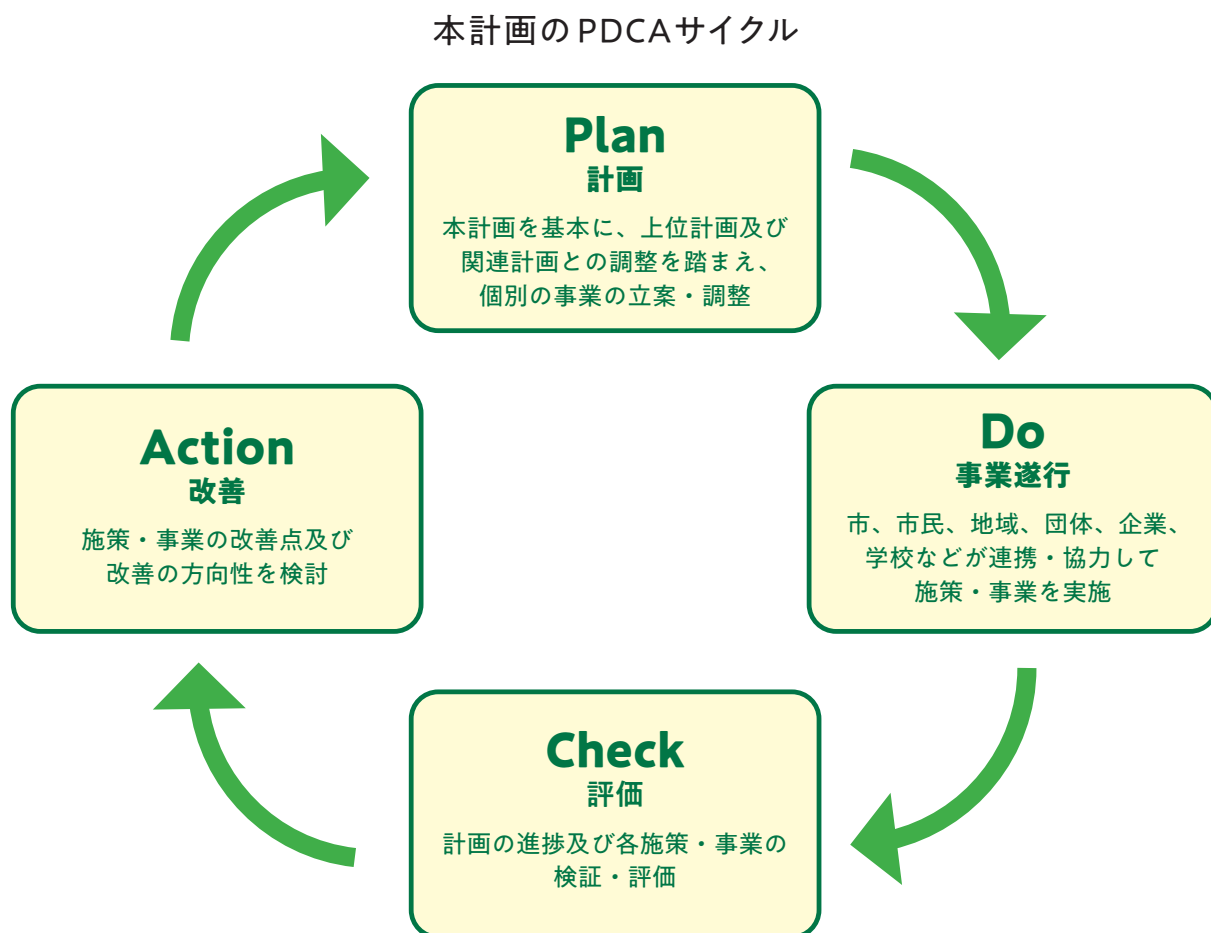 本計画のPDCAサイクル
Plan
計画
本計画を基本に、上位計画及び
関連計画との調整を踏まえ、
個別の事業の立案・調整
Do
事業遂行
市、市民、地域、団体、企業、
学校などが連携・協力して
施策・事業を実施
Check
評価
計画の進捗及び各施策・事業の
検証・評価
Action
改善
施策・事業の改善点及び
改善の方向性を検討